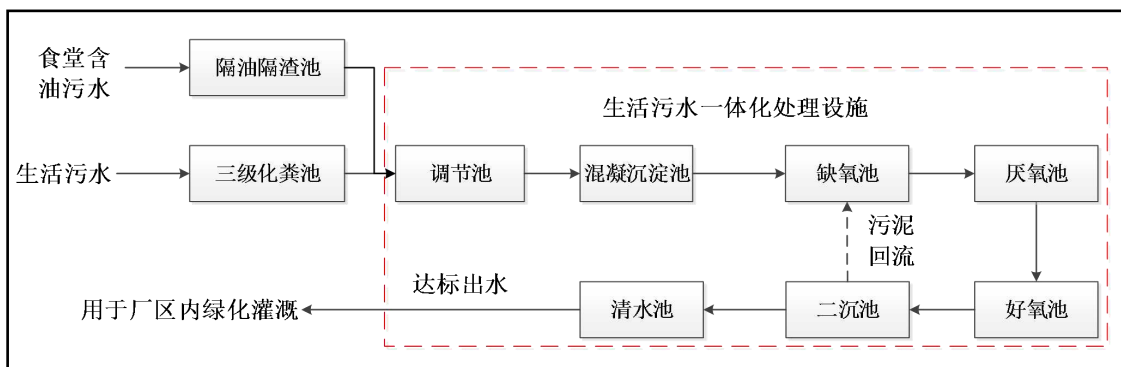 食堂含
油污水
隔油隔渣池
生活污水一体化处理设施
生活污水
三级化粪池
调节池
混凝沉淀池
缺氧池
厌氧池
污泥
回流
达标出水
用于厂区内绿化灌溉
清水池
二沉池
好氧池